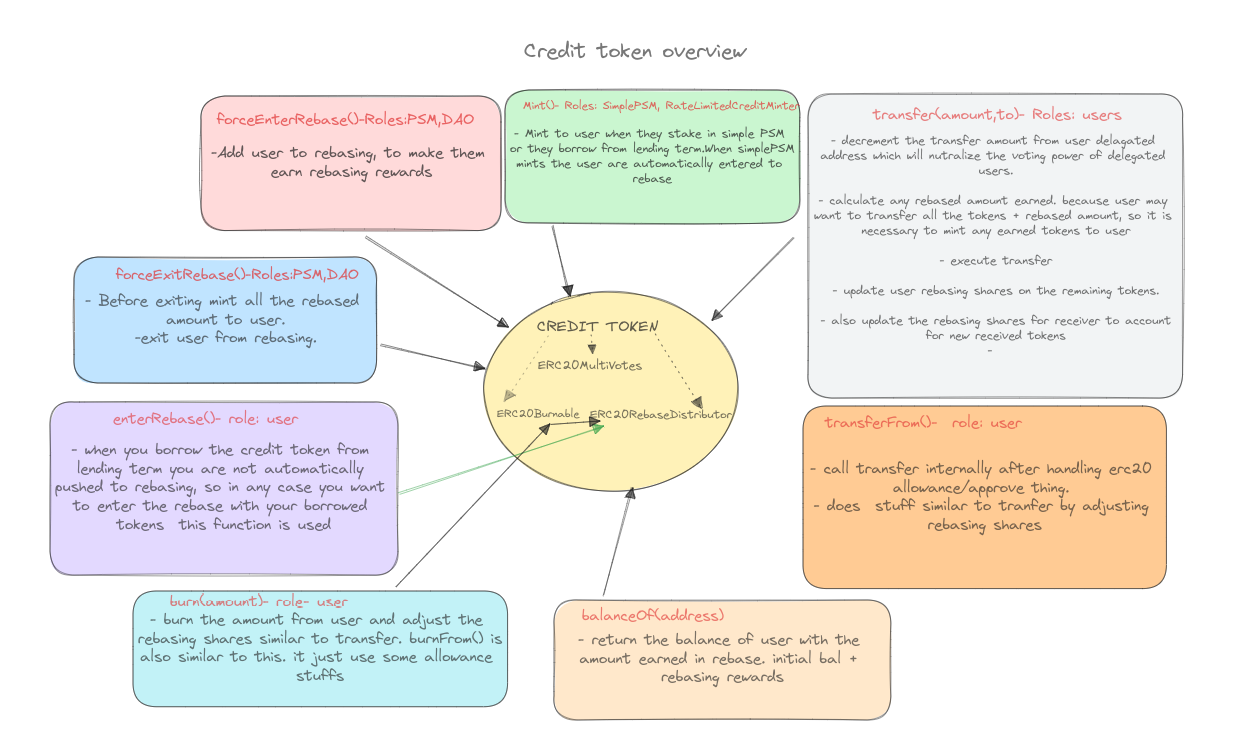 Credit token overview
forceEnterRebase()-Roles:PSM,DAO
-Add user to rebasing, to make them
earn rebasing rewards
Mint()- Roles: SimplePSM, RateLimitedCreditMinter
- Mint to user when they stake in simple PSM
or they borrow from lending term.When simplePSM
mints the user are automatically entered to
rebase
transfer(amount,to)- Roles: users
- decrement the transfer amount from user delagated
address which will nutralize the voting power of delegated
users.
- calculate any rebased amount earned. because user may
want to transfer all the tokens + rebased amount, so it is
necessary to mint any earned tokens to user
- execute transfer
- update user rebasing shares on the remaining tokens.
- also update the rebasing shares for receiver to account
for new received tokens
-
forceExitRebase()-Roles:PSM,DAO
- Before exiting mint all the rebased
amount to user.
-exit user from rebasing.
CREDIT TOKEN
ERC20MultiVotes
ERC20Burnable
ERC20RebaseDistributor
enterRebase()- role: user
- when you borrow the credit token from
lending term you are not automatically
pushed to rebasing, so in any case you want
to enter the rebase with your borrowed
tokens this function is used
transferFrom()- role: user
- call transfer internally after handling erc20
allowance/approve thing.
- does stuff similar to tranfer by adjusting
rebasing shares
burn(amount)- role- user
- burn the amount from user and adjust the
rebasing shares similar to transfer. burnFrom() is
also similar to this. it just use some allowance
stuffs
balanceOf(address)
- return the balance of user with the
amount earned in rebase. initial bal +
rebasing rewards